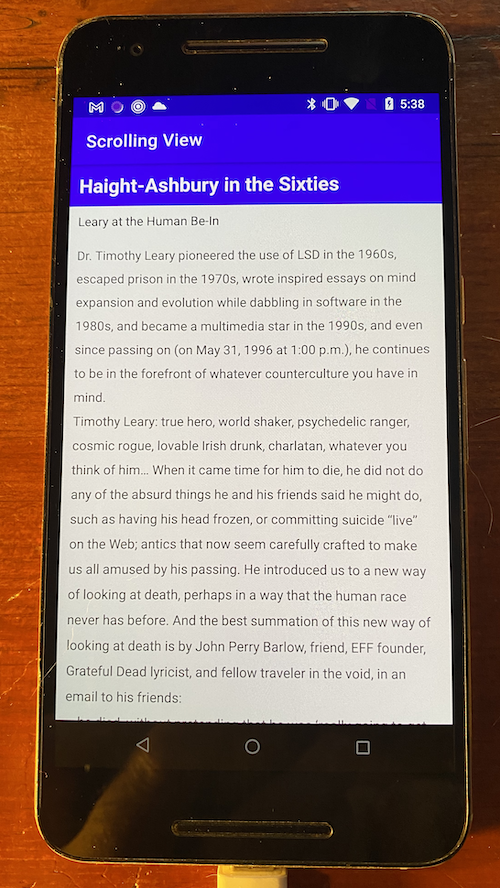 5:38
Scrolling View
Haight-Ashbury in the Sixties
Leary at the Human Be-In
Dr. Timothy Leary pioneered the use of LSD in the 1960s,
escaped prison in the 1970s, wrote inspired essays on mind
expansion and evolution while dabbling in software in the
1980s, and became a multimedia star in the 1990s, and even
since passing on (on May 31, 1996 at 1:00 p.m.), he continues
to be in the forefront of whatever counterculture you have in
mind.
Timothy Leary: true hero, world shaker, psychedelic ranger,
cosmic rogue, lovable Irish drunk, charlatan, whatever you
think of him... When it came time for him to die, he did not do
any of the absurd things he and his friends said he might do,
such as having his head frozen, or committing suicide “live”
on the Web; antics that now seem carefully crafted to make
us all amused by his passing. He introduced us to a new way
of looking at death, perhaps in a way that the human race
never has before. And the best summation of this new way of
looking at death is by John Perry Barlow, friend, EFF founder,
Grateful Dead lyricist, and fellow traveler in the void, in an
email to his friends: